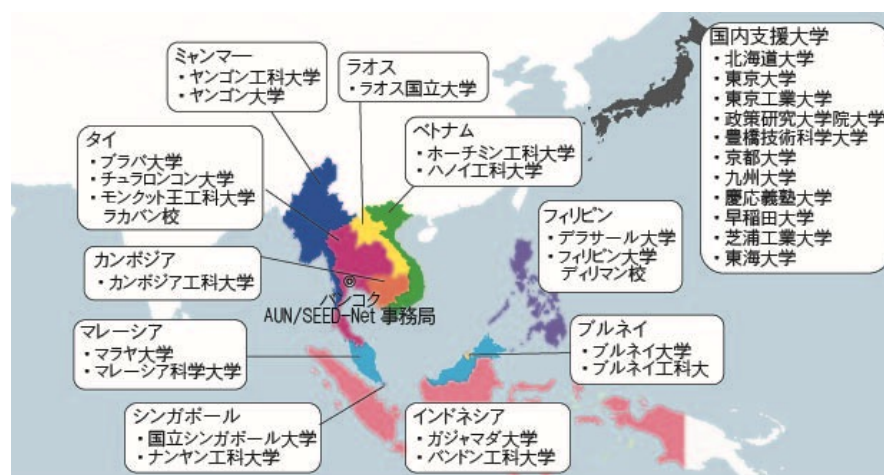 ミャンマー
・ヤンゴン工科大学
・ヤンゴン大学
ラオス
・ラオス国立大学
国内支援大学
・北海道大学
・東京大学
・東京工業大学
・政策研究大学院大学
・豊橋技術科学大学
・京都大学
・九州大学
・慶応義塾大学
・早稲田大学
・芝浦工業大学
・東海大学
タイ
・ブラパ大学
・チュラロンコン大学
・モンクット王工科大学
ラカバン校
ベトナム
・ホーチミン工科大学
・ハノイ工科大学
フィリピン
・デラサール大学
・フィリピン大学
ディリマン校
カンボジア
・カンボジア工科大学
バンコク
AUN/SEED-Net 事務局
マレーシア
・マラヤ大学
・マレーシア科学大学
ブルネイ
・ブルネイ大学
・ブルネイ工科大
シンガポール
・国立シンガポール大学
・ナンヤン工科大学
インドネシア
・ガジャマダ大学
・バンドン工科大学